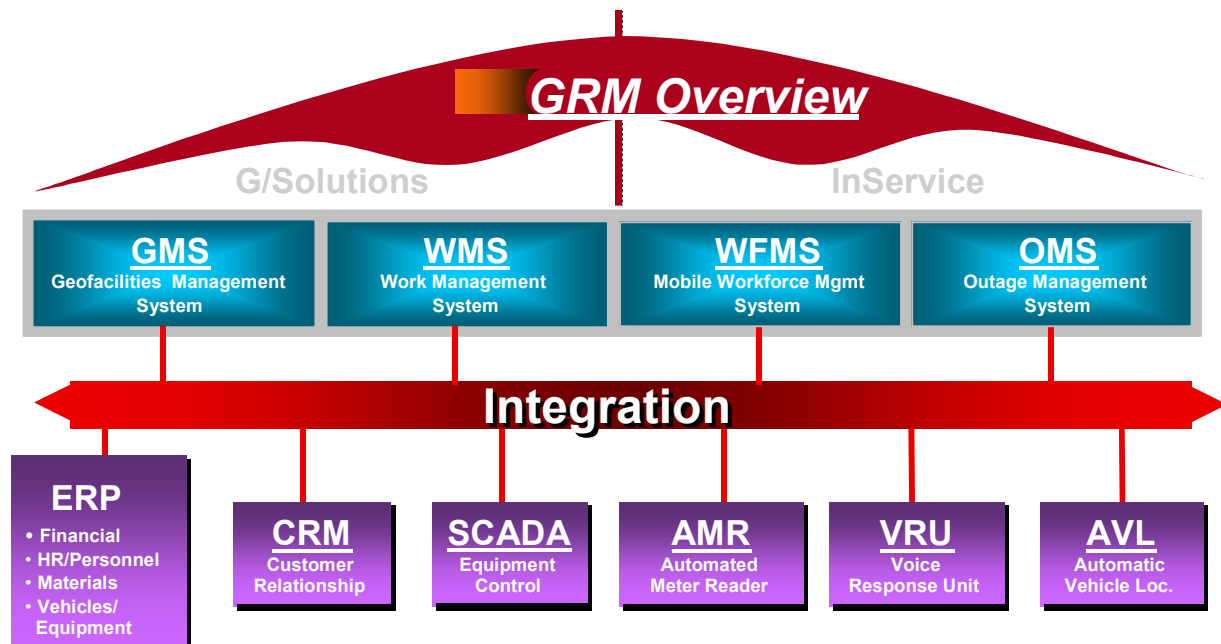 GRM Overview
G/Solutions
InService
GMS
Geofacilities Management
System
WMS
Work Management
System
WFMS
Mobile Workforce Mgmt
System
OMS
Outage Management
System
Integration
ERP
• Financial
• HR/Personnel
• Materials
• Vehicles/
Equipment
CRM
Customer
Relationship
SCADA
Equipment
Control
AMR
Automated
Meter Reader
VRU
Voice
Response Unit
AVL
Automatic
Vehicle Loc.